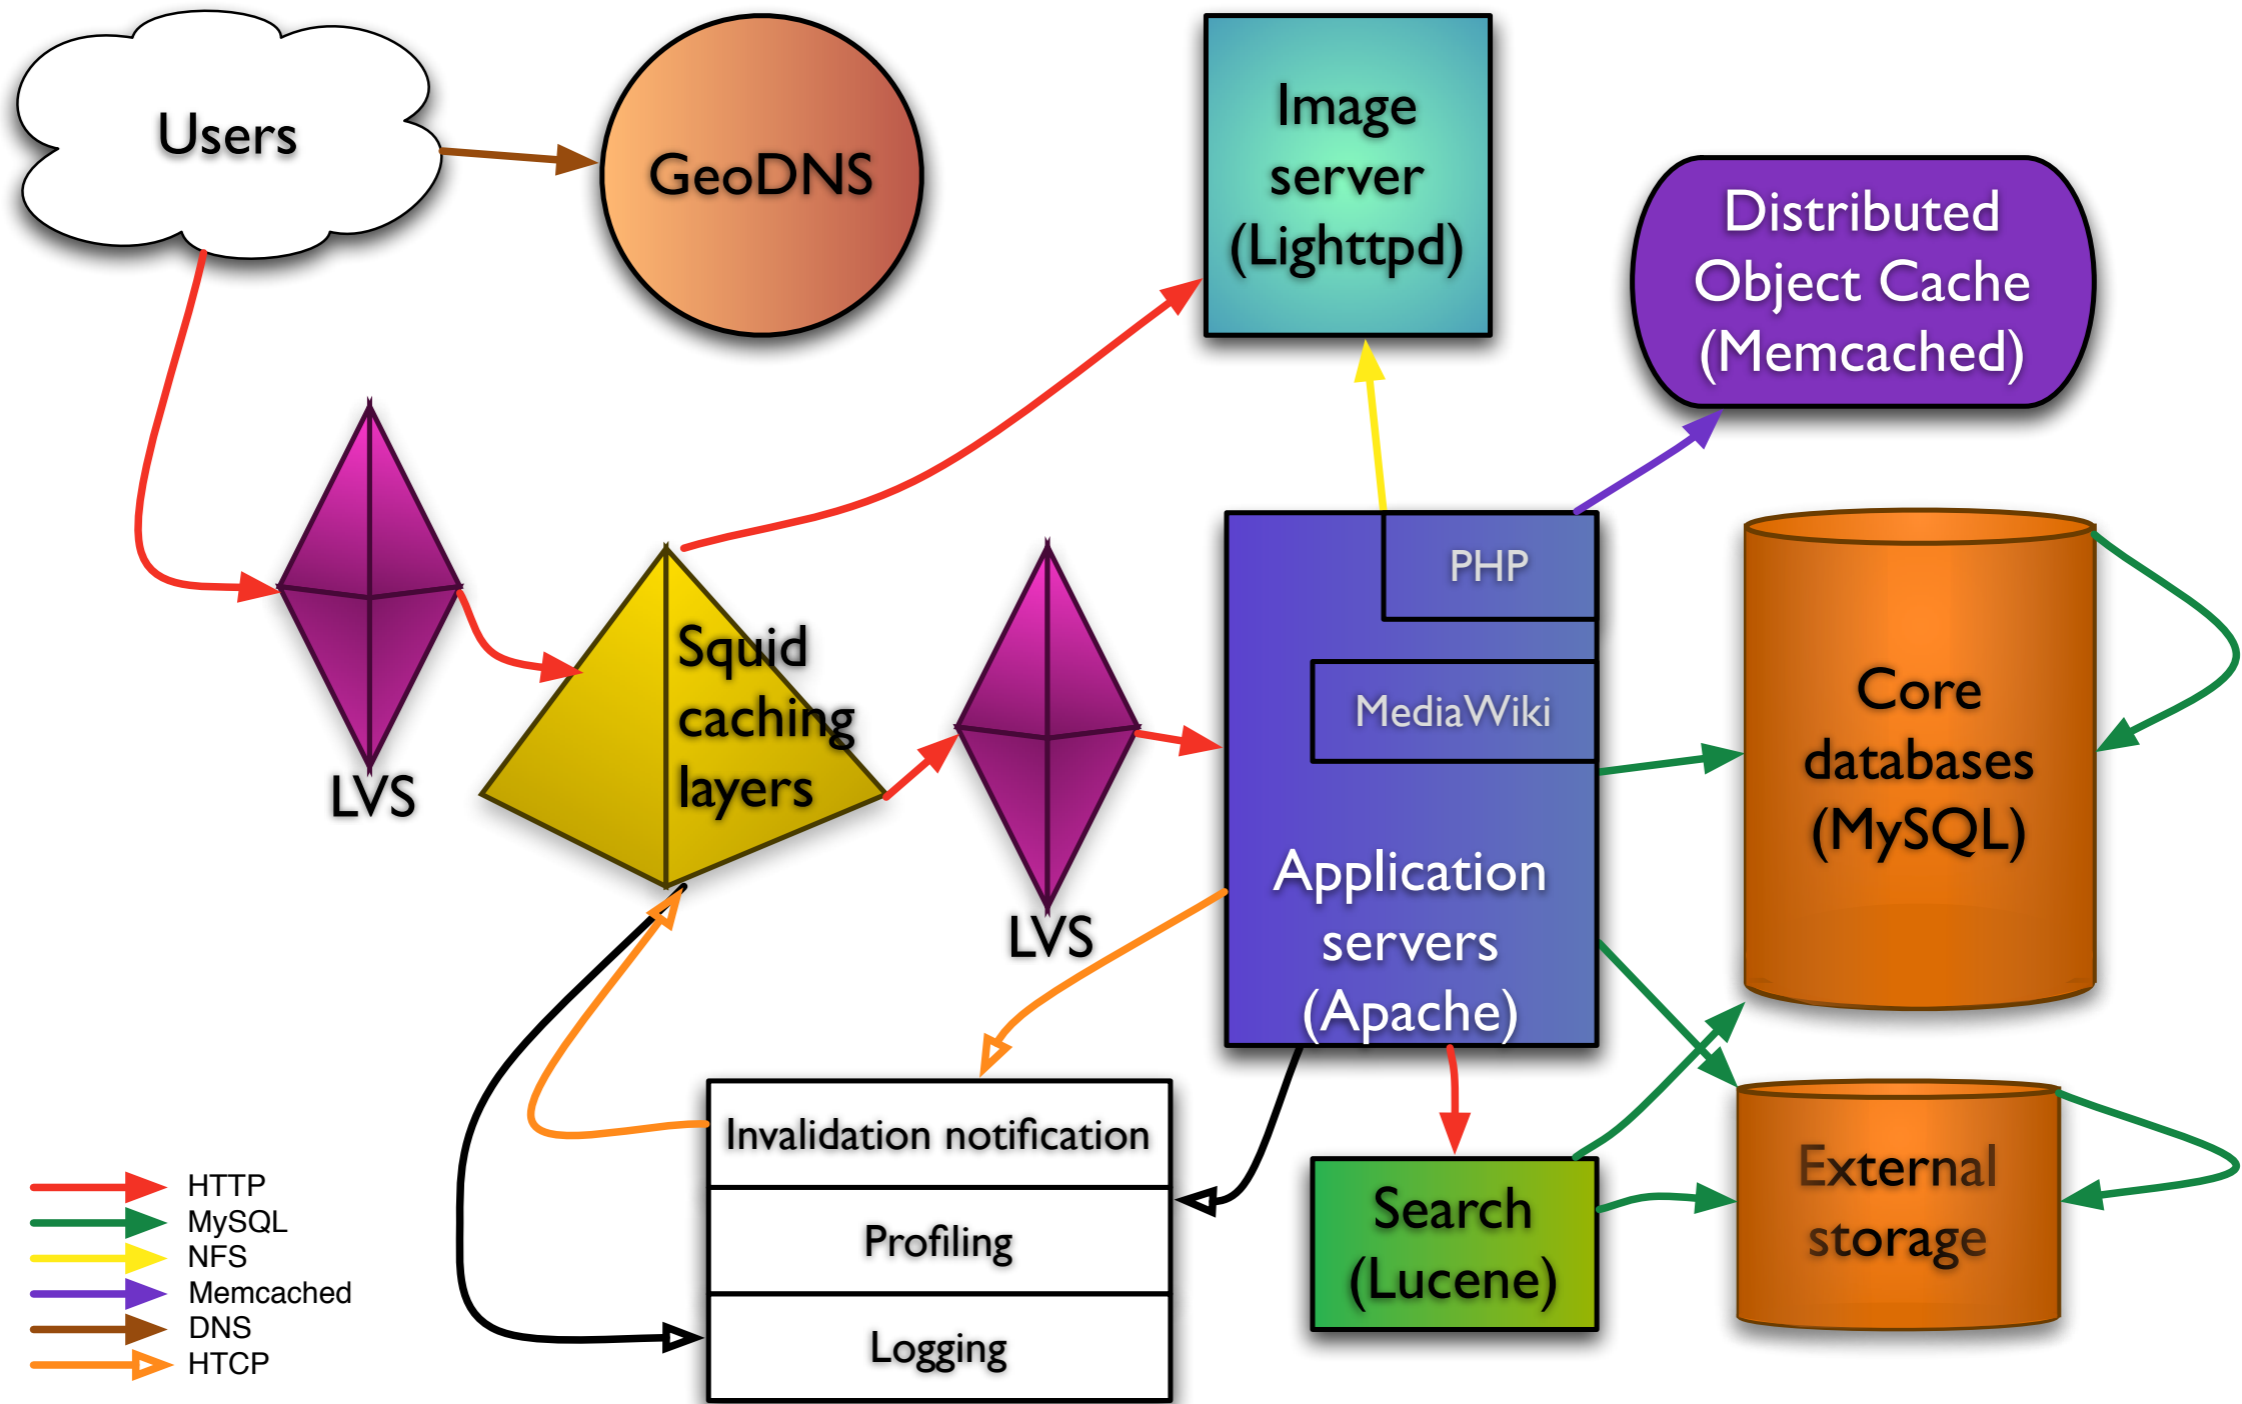 Users
GeoDNS
Image
server
(Lighttpd)
Distributed
Object Cache
(Memcached)
LVS
Squid
caching
layers
LVS
PHP
MediaWiki
Application
servers
(Apache)
Core
databases
(MySQL)
Invalidation notification
Profiling
Logging
Search
(Lucene)
External
storage
HTTP
MySQL
NFS
Memcached
DNS
HTCP